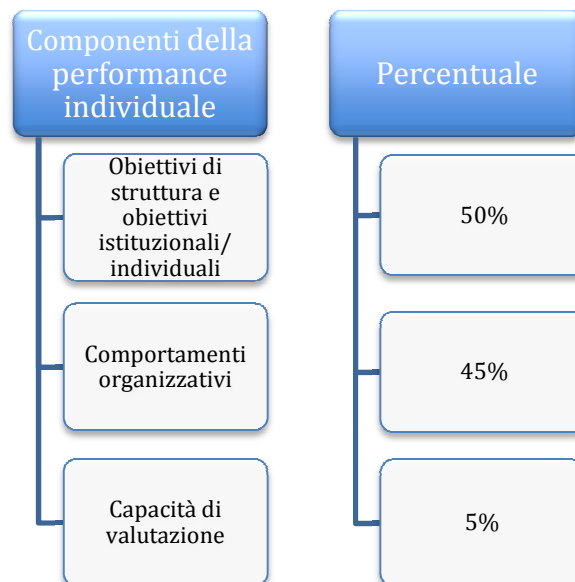 Componenti della
performance
individuale
Percentuale
Obiettivi di
struttura e
obiettivi
istituzionali/
individuali
50%
Comportamenti
organizzativi
45%
Capacità di
valutazione
5%